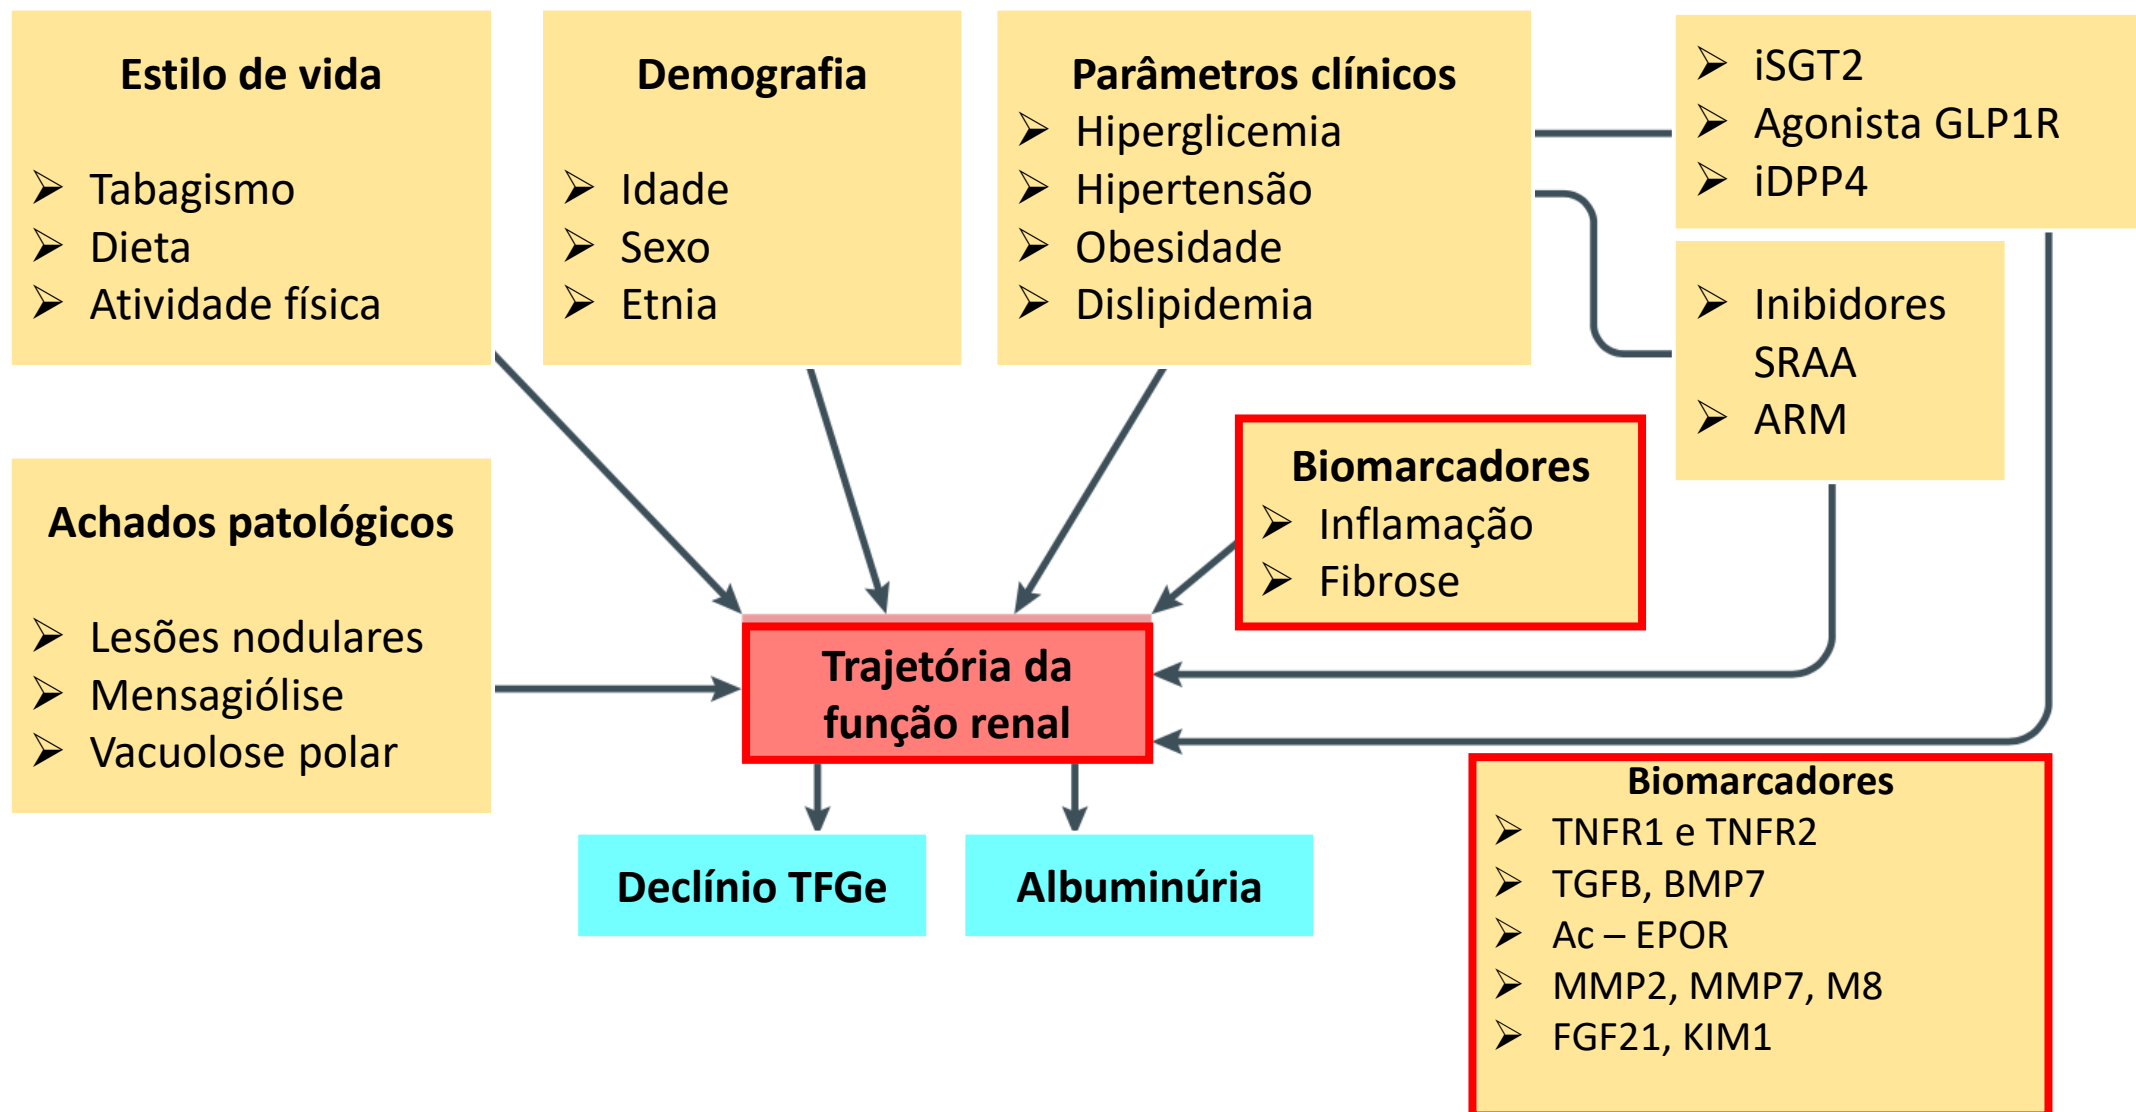 Estilo de vida
➢ Tabagismo
➢ Dieta
➢ Atividade física
Demografia
➢ Idade
➢ Sexo
➢ Etnia
Parâmetros clínicos
➢ Hiperglicemia
➢ Hipertensão
➢ Obesidade
➢ Dislipidemia
➢ iSGT2
➢ Agonista GLP1R
➢ iDPP4
➢ Inibidores
SRAA
➢ ARM
Achados patológicos
➢ Lesões nodulares
➢ Mensagiólise
➢ Vacuolose polar
Biomarcadores
➢ Inflamação
➢ Fibrose
Trajetória da
função renal
Declínio TFGe
Albuminúria
Biomarcadores
➢ TNFR1 e TNFR2
➢ TGFB, BMP7
➢ Ac – EPOR
➢ MMP2, MMP7, M8
➢ FGF21, KIM1